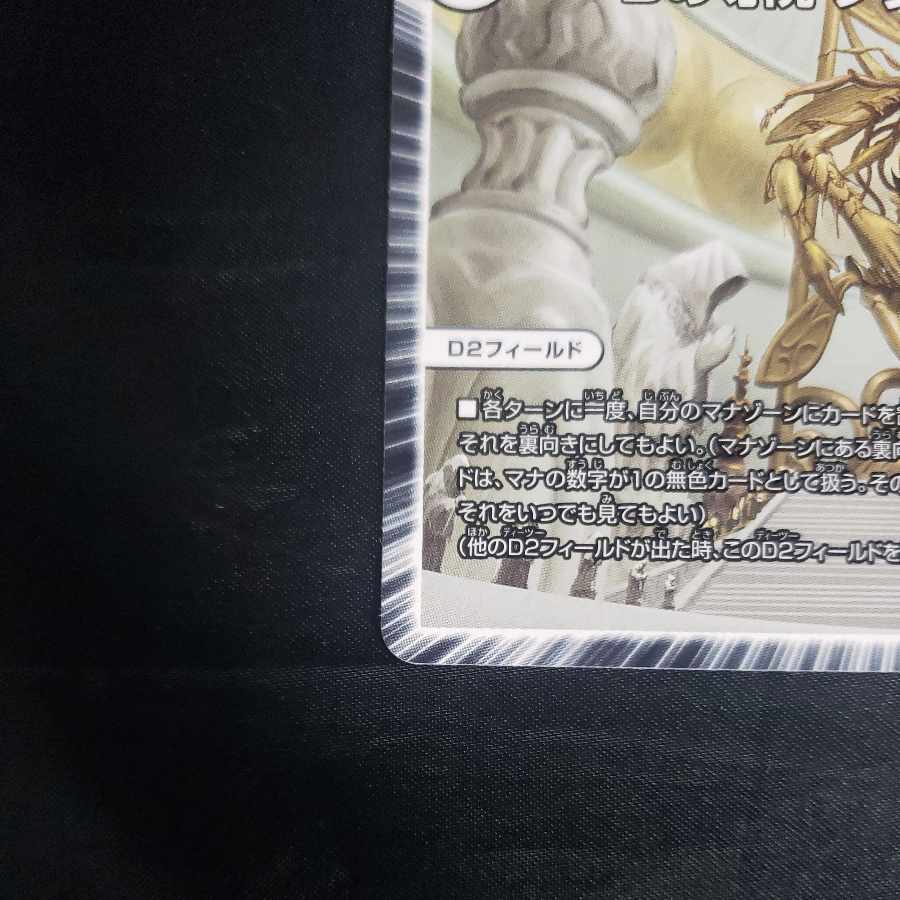 D2フィールド
■各ターンに一度、自分のマナゾーンにカードを
それを裏向きにしてもよい。(マナゾーンにある裏向
ドは、マナの数字が1の無色カードとして扱う。その
それをいつでも見てもよい)
(他のD2フィールドが出た時、このD2フィールドを